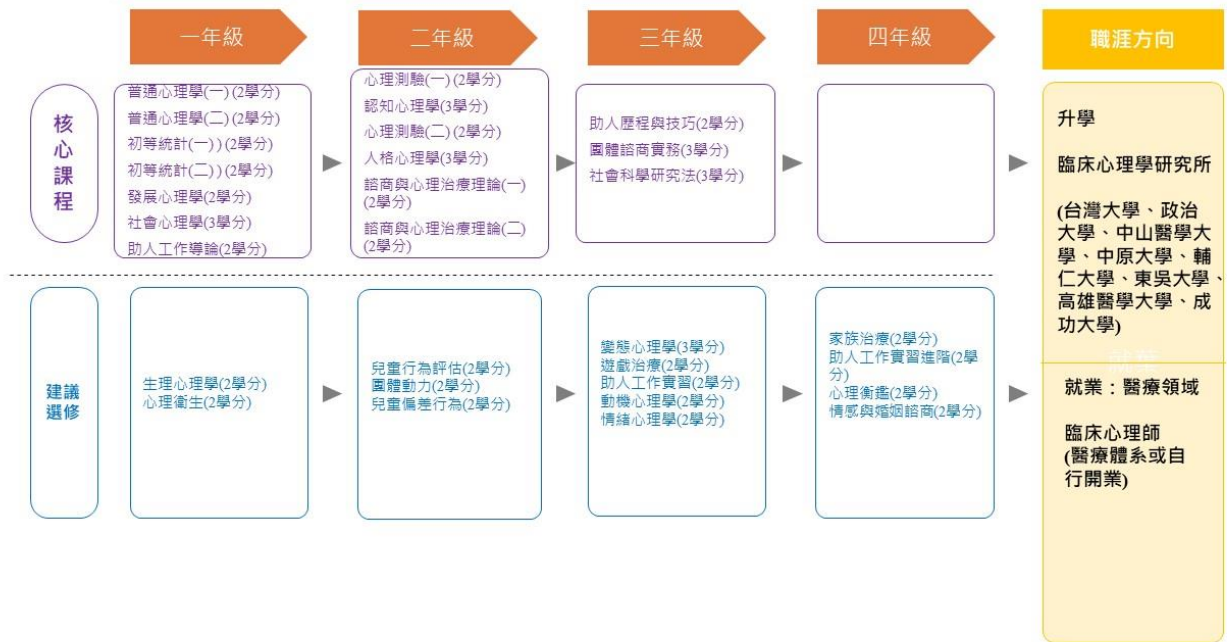 一年級
二年級
三年級
四年級
職涯方向
核
心
課
程
普通心理學(一)(2學分)
普通心理學(二)(2學分)
初等統計(一))(2學分)
初等統計(二))(2學分)
發展心理學(2學分)
社會心理學(3學分)
助人工作導論(2學分)
心理測驗(一)(2學分)
認知心理學(3學分)
心理測驗(二)(2學分)
人格心理學(3學分)
諮商與心理治療理論(一)
(2學分)
諮商與心理治療理論(二)
(2學分)
助人歷程與技巧(2學分)
團體諮商實務(3學分)
社會科學研究法(3學分)
升學
臨床心理學研究所
(台灣大學、政治
大學、中山醫學大
學、中原大學、輔
仁大學、東吳大學、
高雄醫學大學、成
功大學)
建議
選修
生理心理學(2學分)
心理衛生(2學分)
兒童行為評估(2學分)
團體動力(2學分)
兒童偏差行為(2學分)
變態心理學(3學分)
遊戲治療(2學分)
助人工作實習(2學分)
動機心理學(2學分)
情緒心理學(2學分)
家族治療(2學分)
助人工作實習進階(2學
分)
心理衡鑑(2學分)
情感與婚姻諮商(2學分)
就業
就業：醫療領域
臨床心理師
(醫療體系或自
行開業)